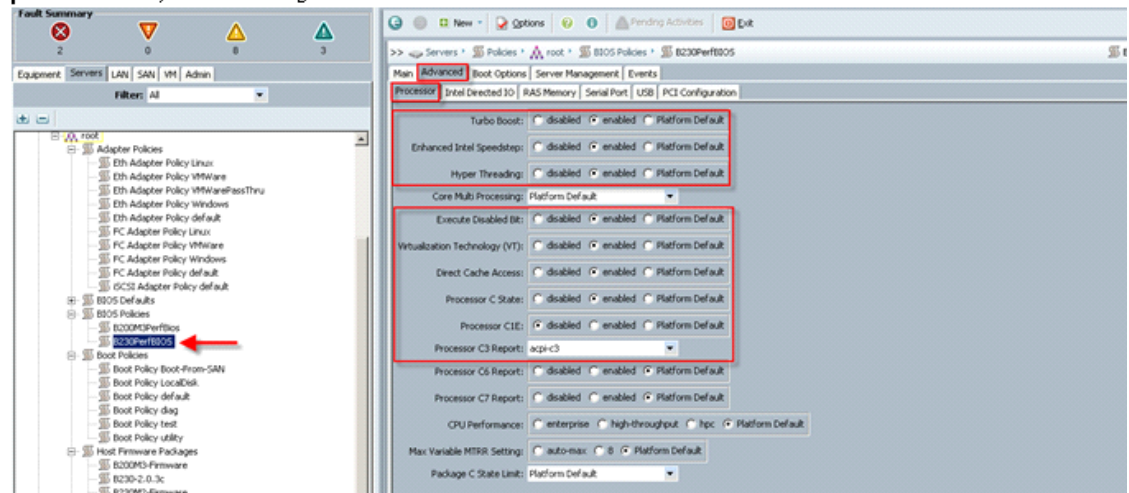 Fault Summary
2 0 8 3
Equipment Servers LAN SAN VM Admin
Filter: All
root
Adapter Policies
Eth Adapter Policy Linux
Eth Adapter Policy VMWare
Eth Adapter Policy VMWarePassThru
Eth Adapter Policy Windows
Eth Adapter Policy default
FC Adapter Policy Linux
FC Adapter Policy VMWare
FC Adapter Policy Windows
FC Adapter Policy default
iSCSI Adapter Policy default
BIOS Defaults
BIOS Policies
B200M3PerfBios
B230PerfBIOS
Boot Policies
Boot Policy Boot-From-SAN
Boot Policy LocalDisk
Boot Policy default
Boot Policy diag
Boot Policy test
Boot Policy utility
Host Firmware Packages
B200M3-Firmware
B230-2.0.3c
B230M2-Firmware
New Options Pending Activities Exit
>> Servers Policies root BIOS Policies B230PerfBIOS
Main Advanced Boot Options Server Management Events
Processor Intel Directed IO RAS Memory Serial Port USB PCI Configuration
Turbo Boost: disabled enabled Platform Default
Enhanced Intel Speedstep: disabled enabled Platform Default
Hyper Threading: disabled enabled Platform Default
Core Multi Processing: Platform Default
Execute Disabled Bit: disabled enabled Platform Default
Virtualization Technology (VT): disabled enabled Platform Default
Direct Cache Access: disabled enabled Platform Default
Processor C State: disabled enabled Platform Default
Processor C1E: disabled enabled Platform Default
Processor C3 Report: acpi-c3
Processor C6 Report: disabled enabled Platform Default
Processor C7 Report: disabled enabled Platform Default
CPU Performance: enterprise high-throughput hpc Platform Default
Max Variable MTRR Setting: auto-max 8 Platform Default
Package C State Limit: Platform Default